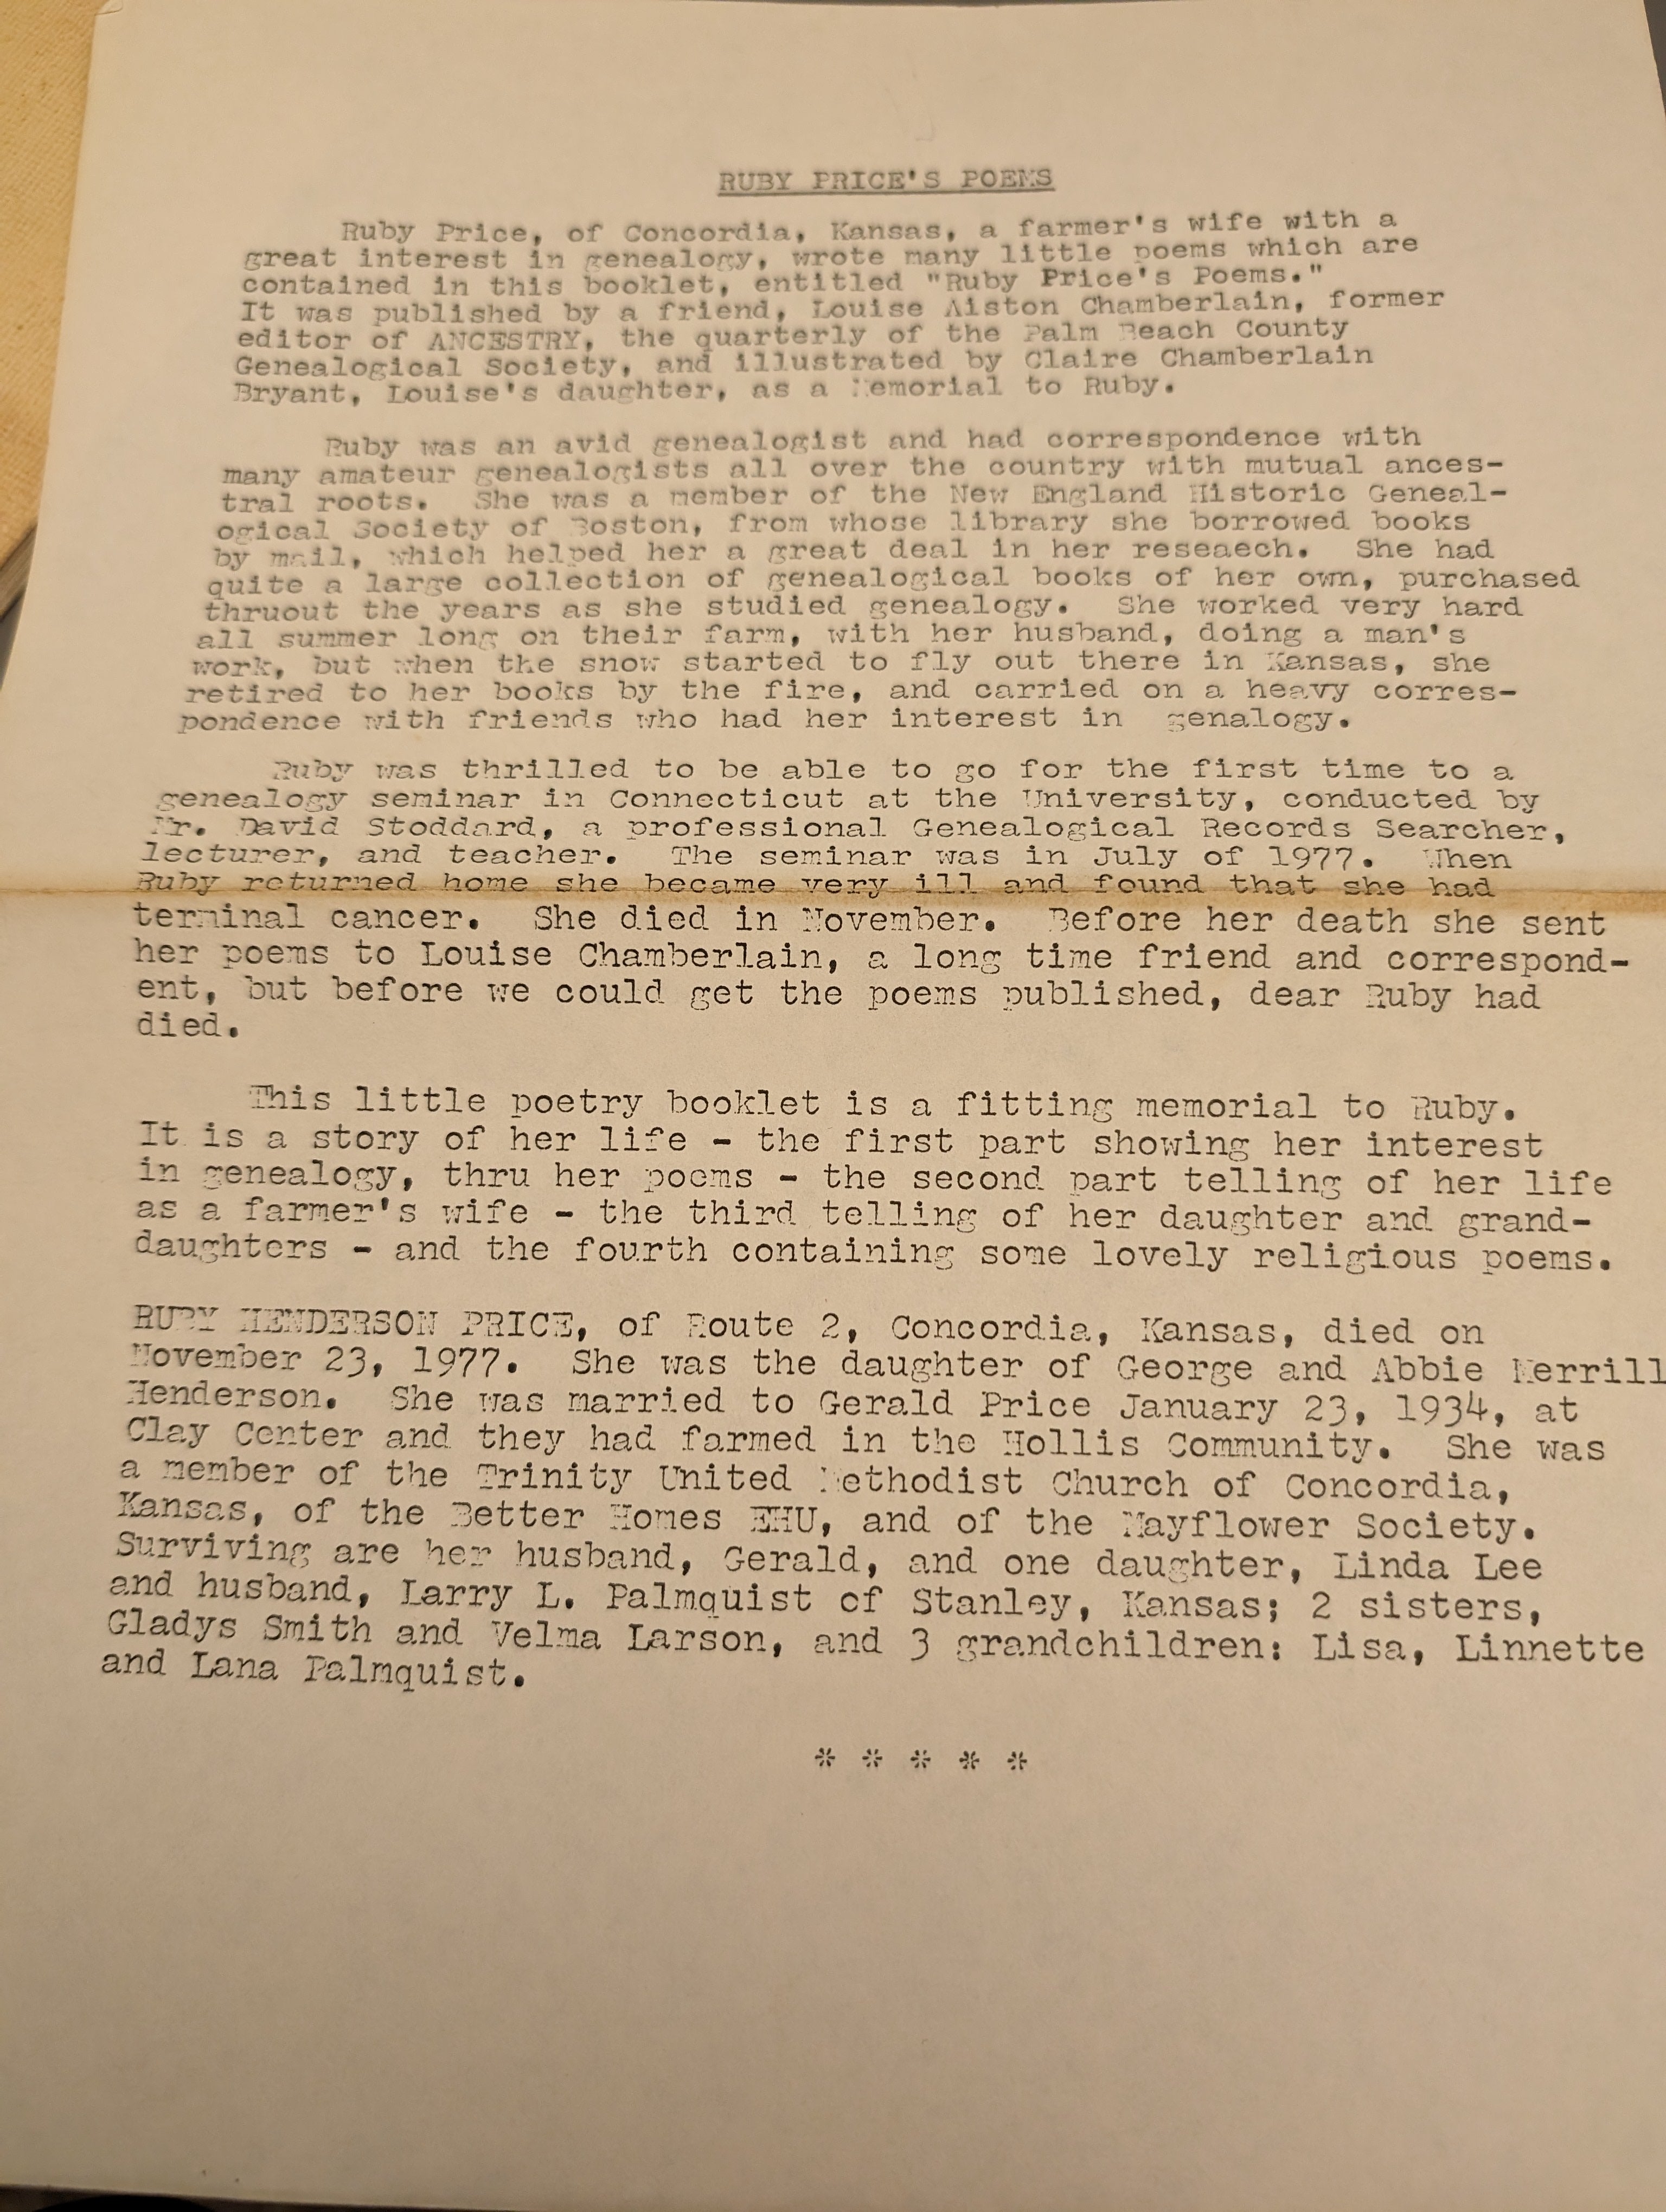 RUBY PRICE'S POEMS
Ruby Price, of Concordia, Kansas, a farmer's wife with a
great interest in genealogy, wrote many little poems which are
contained in this booklet, entitled "Ruby Price's Poems."
It was published by a friend, Louise Aiston Chamberlain, former
editor of ANCESTRY, the quarterly of the Palm Beach County
Genealogical Society, and illustrated by Claire Chamberlain
Bryant, Louise's daughter, as a Memorial to Ruby.
Ruby was an avid genealogist and had correspondence with
many amateur genealogists all over the country with mutual ances-
tral roots. She was a member of the New England Historic Geneal-
ogical Society of Boston, from whose library she borrowed books
by mail, which helped her a great deal in her reseaech. She had
quite a large collection of genealogical books of her own, purchased
thruout the years as she studied genealogy. She worked very hard
all summer long on their farm, with her husband, doing a man's
work, but when the snow started to fly out there in Kansas, she
retired to her books by the fire, and carried on a heavy corres-
pondence with friends who had her interest in genalogy.
Ruby was thrilled to be able to go for the first time to a
genealogy seminar in Connecticut at the University, conducted by
Mr. David Stoddard, a professional Genealogical Records Searcher,
lecturer, and teacher. The seminar was in July of 1977. When
Ruby returned home she became very ill and found that she had
terminal cancer. She died in November. Before her death she sent
her poems to Louise Chamberlain, a long time friend and correspond-
ent, but before we could get the poems published, dear Ruby had
died.
This little poetry booklet is a fitting memorial to Ruby.
It is a story of her life - the first part showing her interest
in genealogy, thru her poems - the second part telling of her life
as a farmer's wife - the third telling of her daughter and grand-
daughters - and the fourth containing some lovely religious poems.
RUBY HENDERSON PRICE, of Route 2, Concordia, Kansas, died on
November 23, 1977. She was the daughter of George and Abbie Merrill
Henderson. She was married to Gerald Price January 23, 1934, at
Clay Center and they had farmed in the Hollis Community. She was
a member of the Trinity United Methodist Church of Concordia,
Kansas, of the Better Homes EHU, and of the Mayflower Society.
Surviving are her husband, Gerald, and one daughter, Linda Lee
and husband, Larry L. Palmquist of Stanley, Kansas; 2 sisters,
Gladys Smith and Velma Larson, and 3 grandchildren: Lisa, Linnette
and Lana Palmquist.
* * * * *